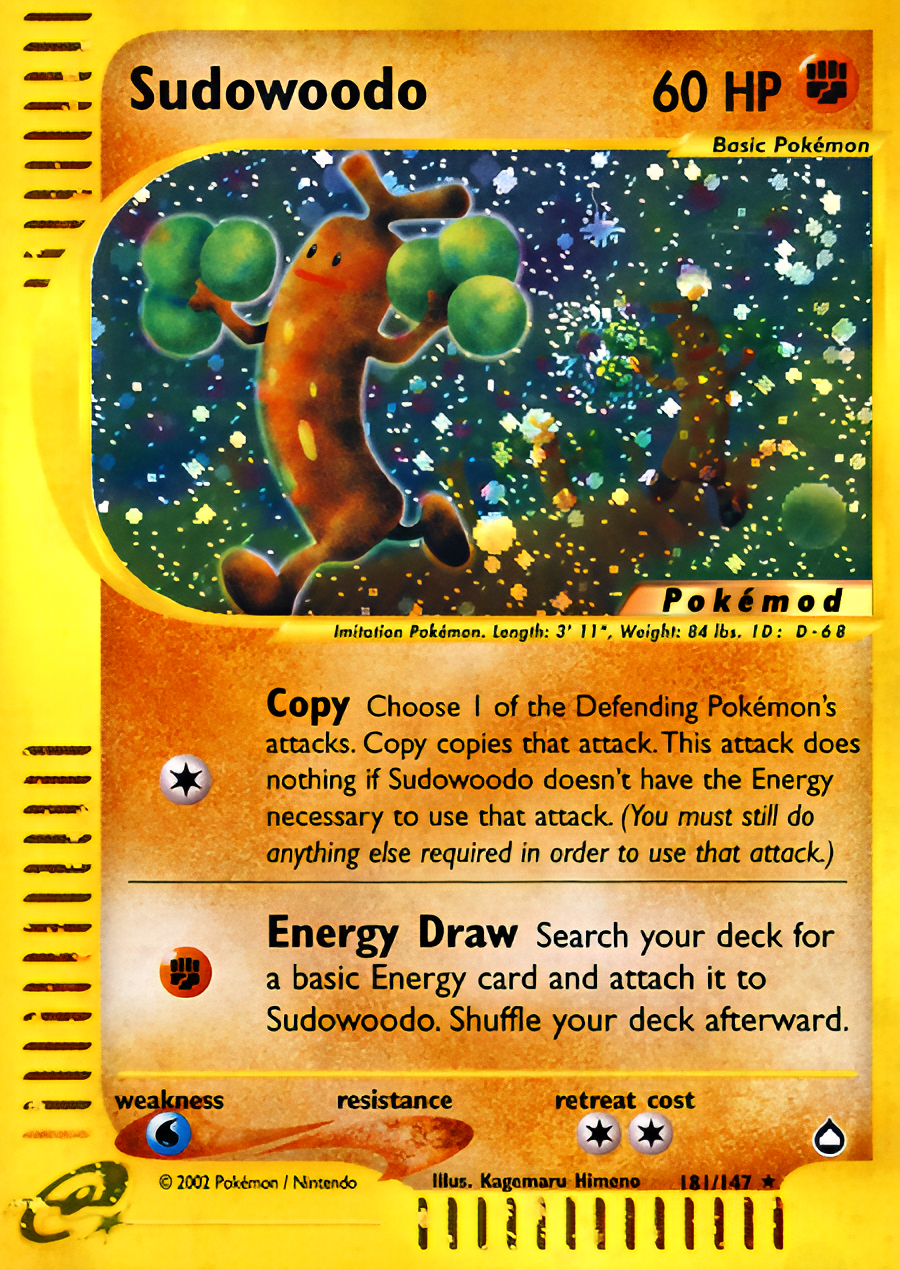 Sudowoodo
60 HP
Basic Pokémon
Pokémod
Imitation Pokémon. Length: 3' 11", Weight: 84 lbs. ID: D-68
Copy Choose 1 of the Defending Pokémon's
attacks. Copy copies that attack. This attack does
nothing if Sudowoodo doesn't have the Energy
necessary to use that attack. (You must still do
anything else required in order to use that attack.)
Energy Draw Search your deck for
a basic Energy card and attach it to
Sudowoodo. Shuffle your deck afterward.
weakness resistance retreat cost
© 2002 Pokémon / Nintendo Illus. Kagemaru Himeno 181/147 ★